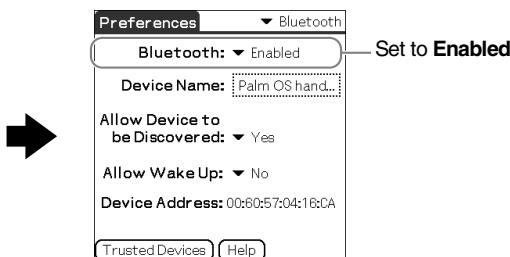 Preferences ▼ Bluetooth
Bluetooth: ▼ Enabled
Set to Enabled
Device Name: Palm OS hand...
Allow Device to
be Discovered: ▼ Yes
Allow Wake Up: ▼ No
Device Address: 00:60:57:04:16:CA
Trusted Devices Help